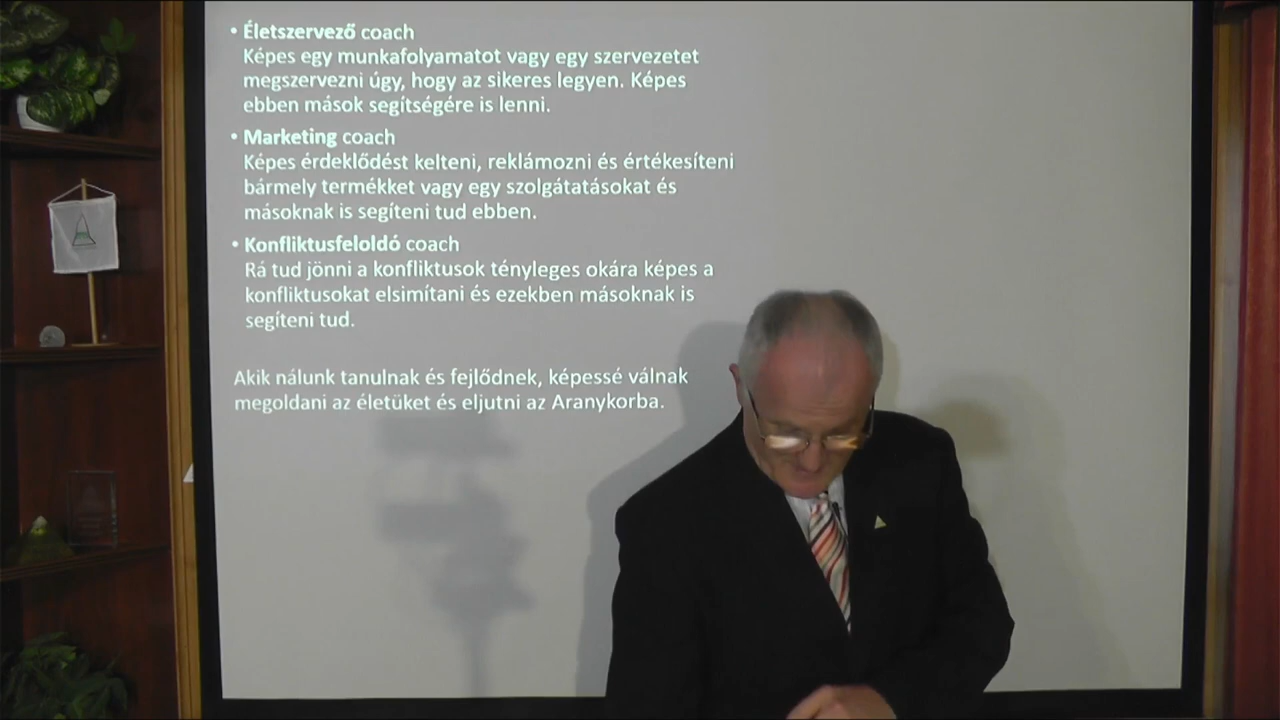 • Életszervező coach
Képes egy munkafolyamatot vagy egy szervezetet
megszervezni úgy, hogy az sikeres legyen. Képes
ebben mások segítségére is lenni.
• Marketing coach
Képes érdeklődést kelteni, reklámozni és értékesíteni
bármely termékket vagy egy szolgátatásokat és
másoknak is segíteni tud ebben.
• Konfliktusfeloldó coach
Rá tud jönni a konfliktusok tényleges okára képes a
konfliktusokat elsimítani és ezekben másoknak is
segíteni tud.
Akik nálunk tanulnak és fejlődnek, képessé válnak
megoldani az életüket és eljutni az Aranykorba.